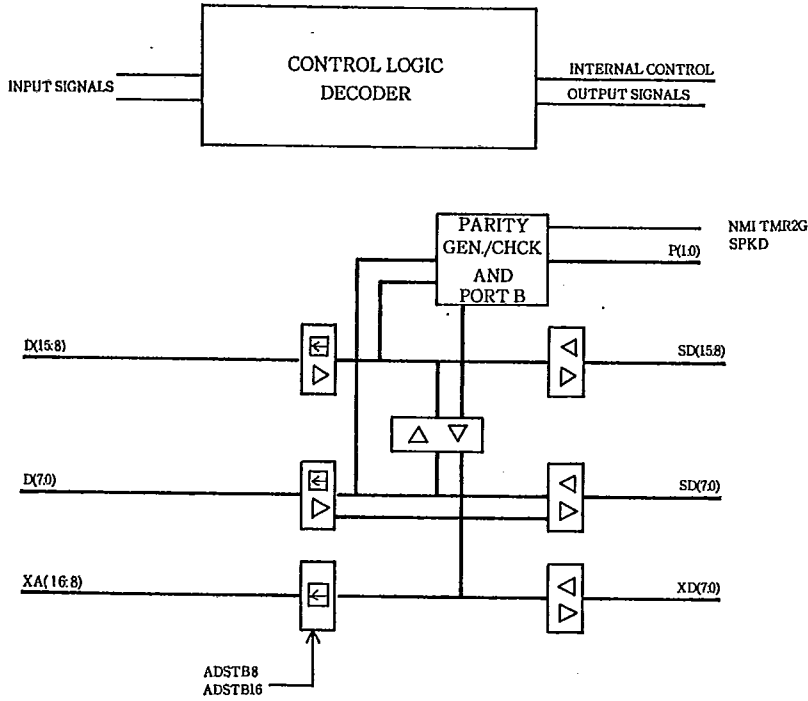 CONTROL LOGIC
DECODER
INPUT SIGNALS
INTERNAL CONTROL
OUTPUT SIGNALS
PARITY
GEN./CHCK
AND
PORT B
NMI TMR2G
SPKD
P(1:0)
D(15:8)
SD(15:8)
D(7:0)
SD(7:0)
XA(16:8)
XD(7:0)
ADSTB8
ADSTB16